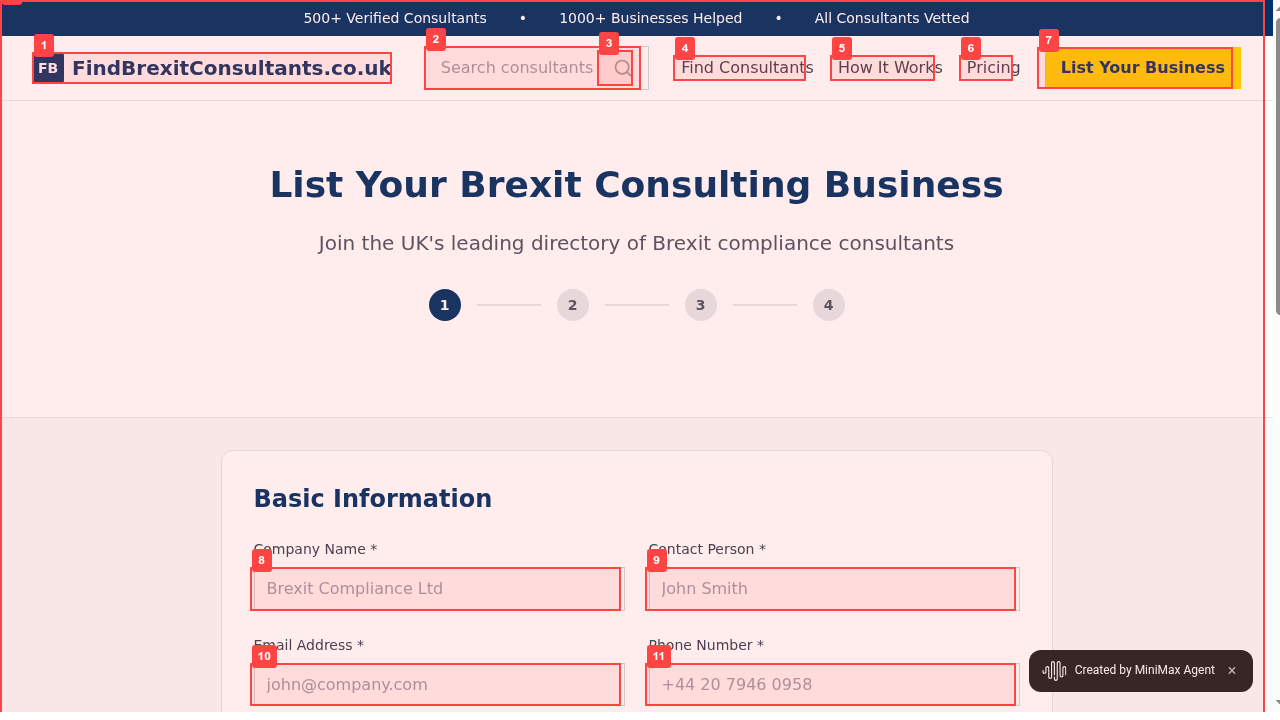 500+ Verified Consultants • 1000+ Businesses Helped • All Consultants Vetted
1 2 3 4 5 6 7
FB FindBrexitConsultants.co.uk Search consultants Find Consultants How It Works Pricing List Your Business
List Your Brexit Consulting Business
Join the UK's leading directory of Brexit compliance consultants
1 2 3 4
Basic Information
Company Name * Contact Person *
8 9
Brexit Compliance Ltd John Smith
Email Address * Phone Number *
10 11
john@company.com +44 20 7946 0958
Created by MiniMax Agent ×